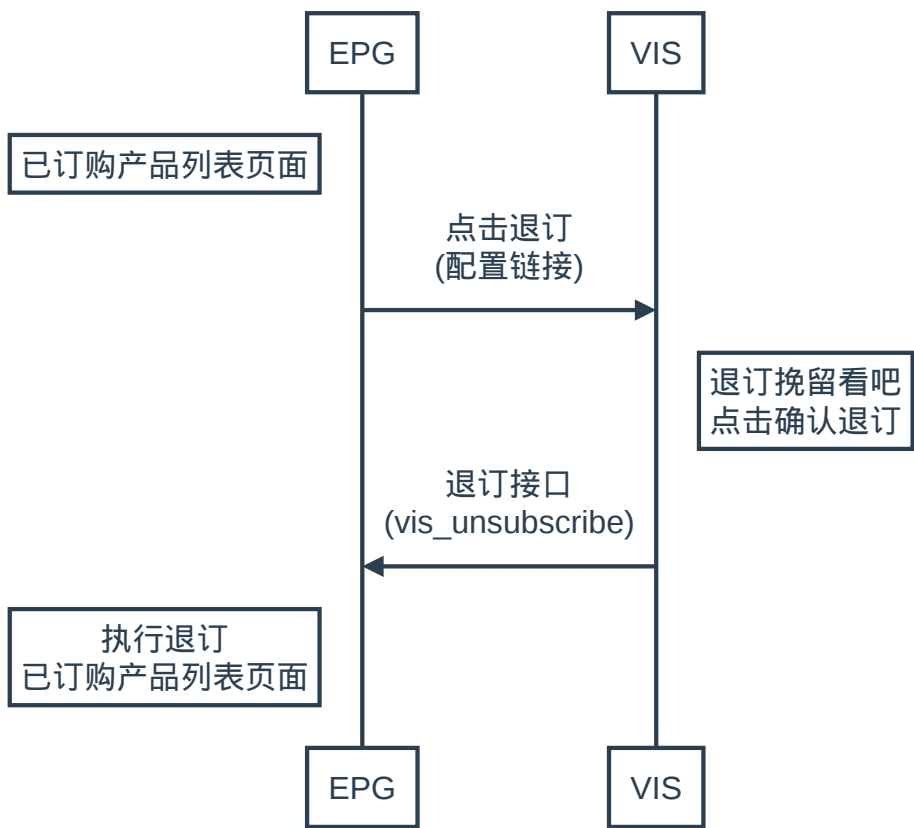 EPG
VIS
已订购产品列表页面
点击退订
(配置链接)
退订挽留看吧
点击确认退订
退订接口
(vis_unsubscribe)
执行退订
已订购产品列表页面
EPG
VIS